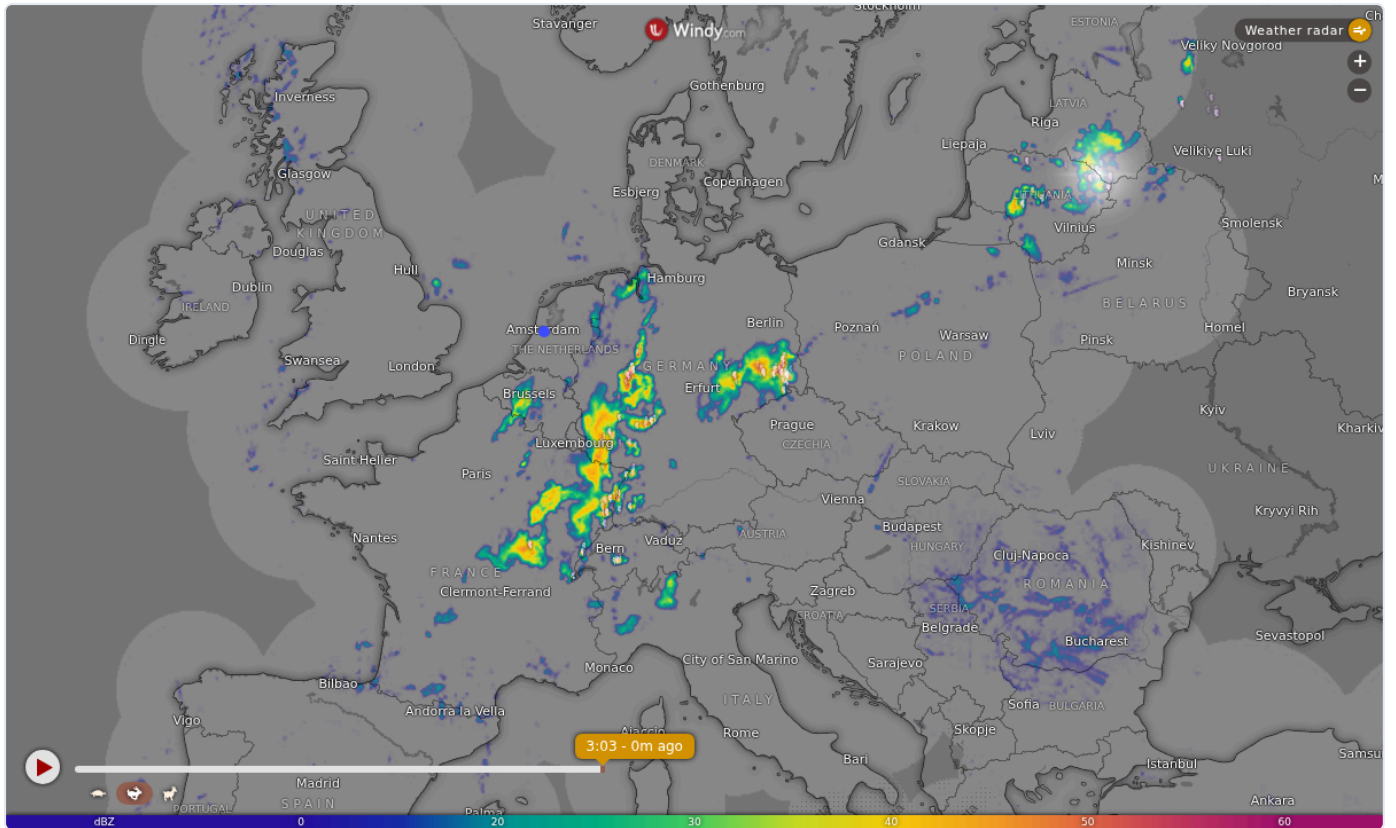 Stockholm
Stavanger
Windy.com
ESTONIA
Weather radar
Veliky Novgorod
+
Gothenburg
−
Inverness
LATVIA
Riga
Liepaja
Velikiye Luki
DENMARK
Glasgow
Copenhagen
Esbjerg
LITHUANIA
UNITED
KINGDOM
Smolensk
Vilnius
Gdansk
Douglas
Minsk
Hull
Hamburg
Dublin
Bryansk
IRELAND
BELARUS
Berlin
Poznań
Homel
Amsterdam
Warsaw
Dingle
Pinsk
THE NETHERLANDS
POLAND
Swansea
London
GERMANY
Erfurt
Brussels
Kyiv
Prague
Krakow
Kharkiv
Lviv
Luxembourg
CZECHIA
Saint Helier
Paris
UKRAINE
SLOVAKIA
Vienna
Kryvyi Rih
Budapest
AUSTRIA
Nantes
Vaduz
Bern
HUNGARY
Kishinev
Cluj-Napoca
FRANCE
ROMANIA
Clermont-Ferrand
Zagreb
SERBIA
CROATIA
Belgrade
Sevastopol
Bucharest
City of San Marino
Sarajevo
Monaco
Bilbao
ITALY
Sofia
BULGARIA
Andorra la Vella
Vigo
Skopje
Ajaccio
Rome
3:03 - 0m ago
Samsu
Bari
Istanbul
Madrid
SPAIN
Ankara
PORTUGAL
Palma
dBZ 0 20 30 40 50 60